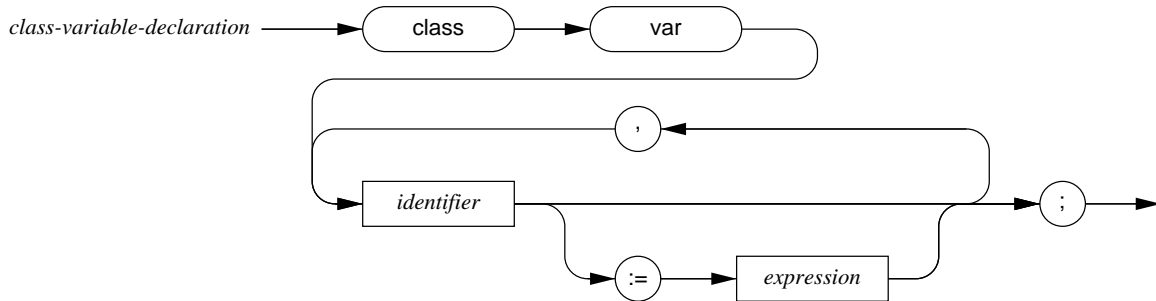 class-variable-declaration class var
,
identifier ;
:= expression